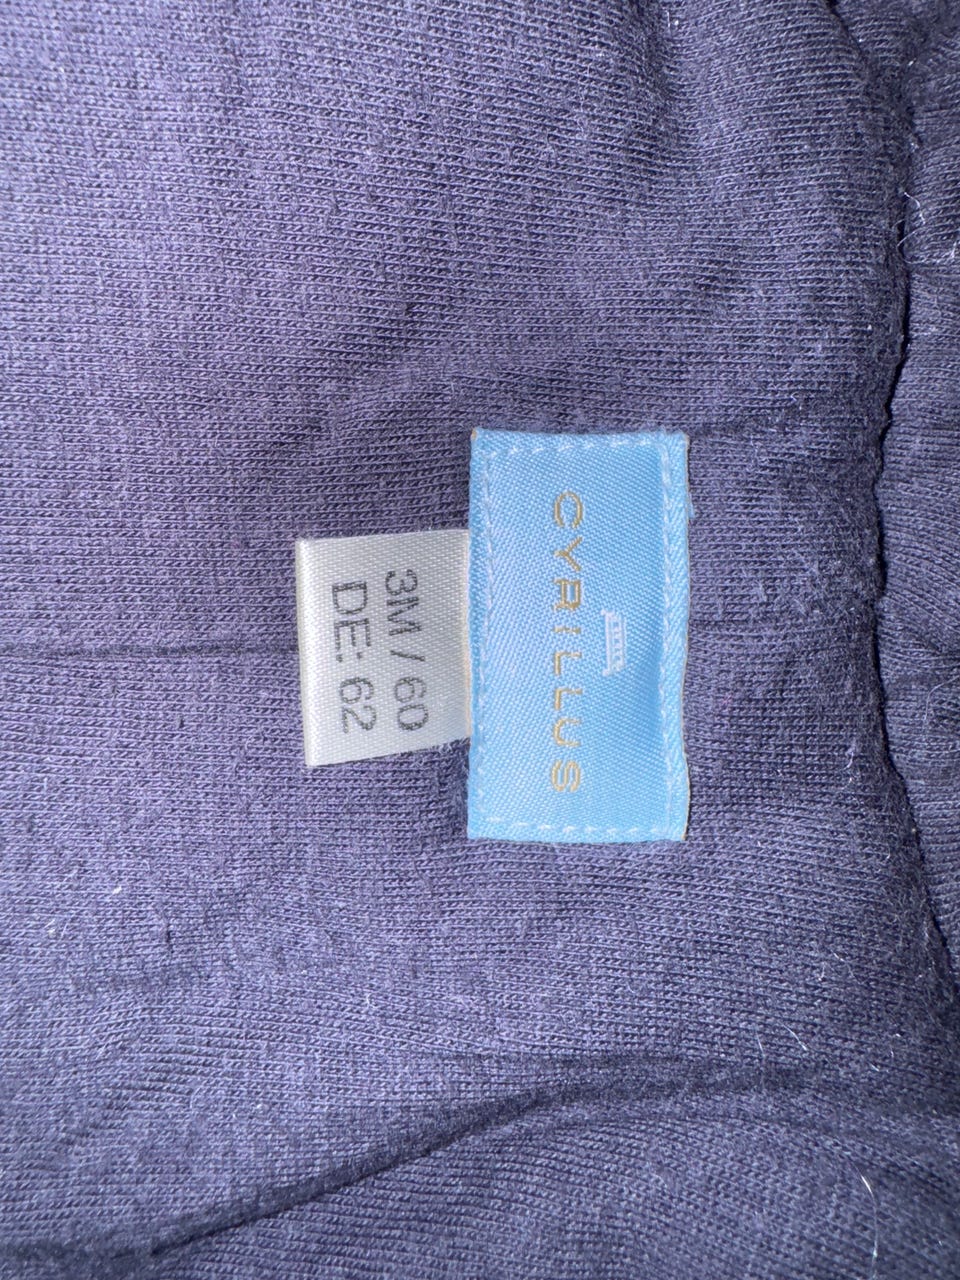 CYRILLUS
3M / 60
DE: 62